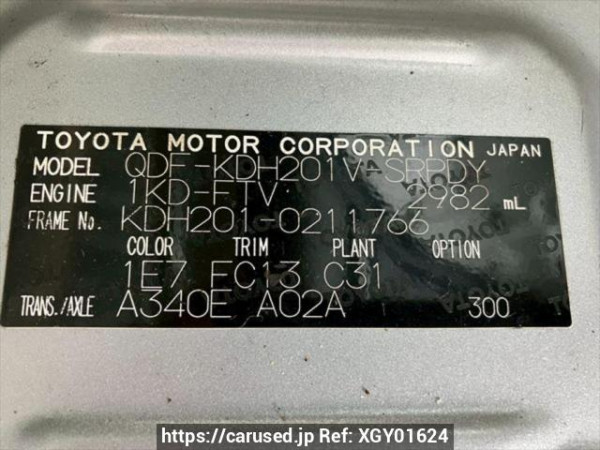 TOYOTA MOTOR CORPORATION JAPAN
MODEL QDF-KDH201V-SRPDY
ENGINE 1KD-FTV 2982 mL
FRAME No. KDH201-0211766
COLOR TRIM PLANT OPTION
1E7 FC13 C31
TRANS./AXLE A340E A02A 300
https://carused.jp Ref: XGY01624